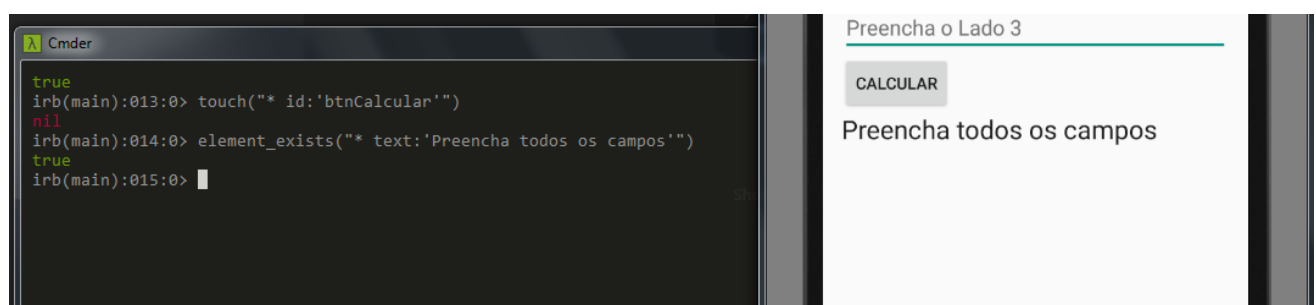 λ Cmder
true
irb(main):013:0> touch("* id:'btnCalcular'")
nil
irb(main):014:0> element_exists("* text:'Preencha todos os campos'")
true
irb(main):015:0>
Preencha o Lado 3
CALCULAR
Preencha todos os campos